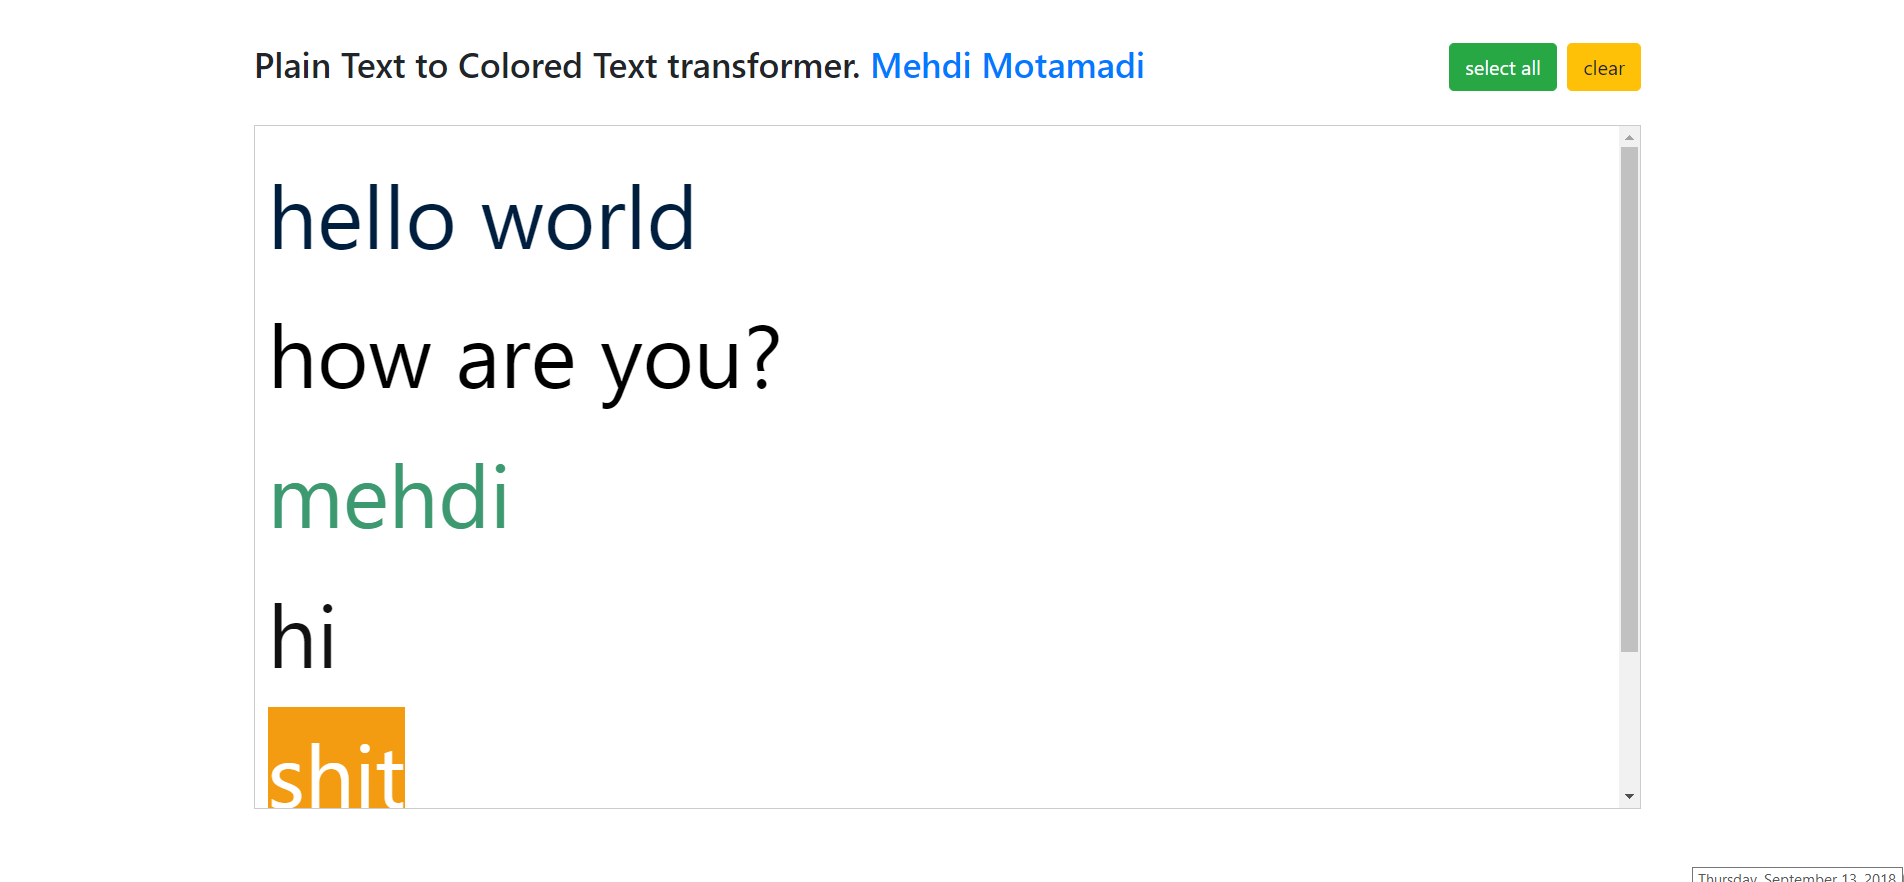 Plain Text to Colored Text transformer. Mehdi Motamadi
select all
clear
hello world
how are you?
mehdi
hi
shit
Thursday, September 13, 2018